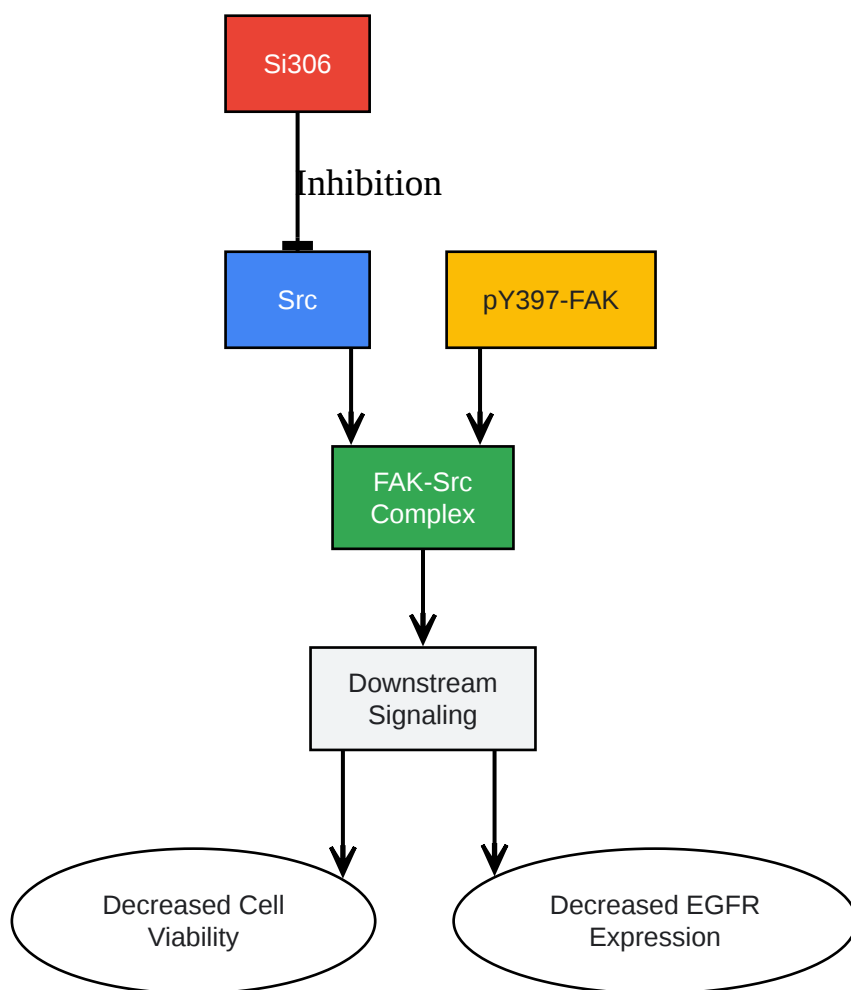 Si306
Inhibition
Src
pY397-FAK
FAK-Src
Complex
Downstream
Signaling
Decreased Cell
Viability
Decreased EGFR
Expression